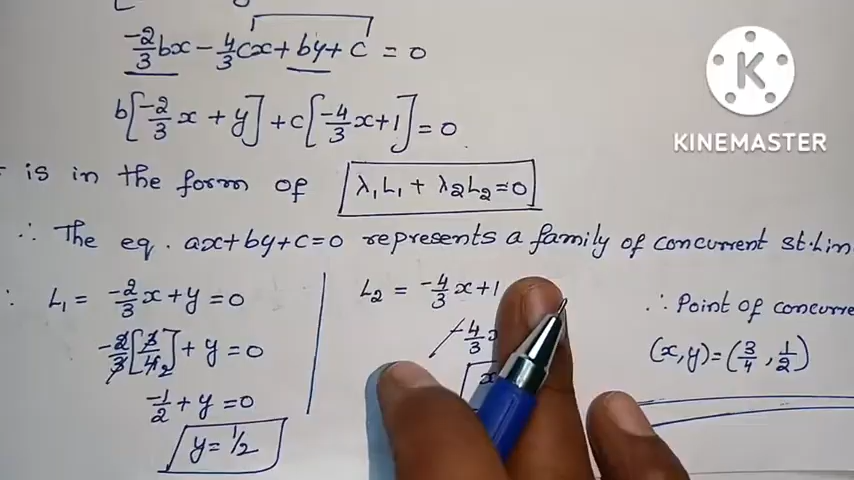 -2/3 bx - 4/3 cx + by + c = 0
b[-2/3 x + y] + c[-4/3 x + 1] = 0
is in the form of λ₁L₁ + λ₂L₂ = 0
∴ The eq. ax+by+c=0 represents a family of concurrent st.lin
L₁ = -2/3 x + y = 0
-2/3 [3/4] + y = 0
-1/2 + y = 0
y = 1/2
L₂ = -4/3 x + 1
-4/3 x
x
∴ Point of concurre
(x,y) = (3/4, 1/2)
KINEMASTER